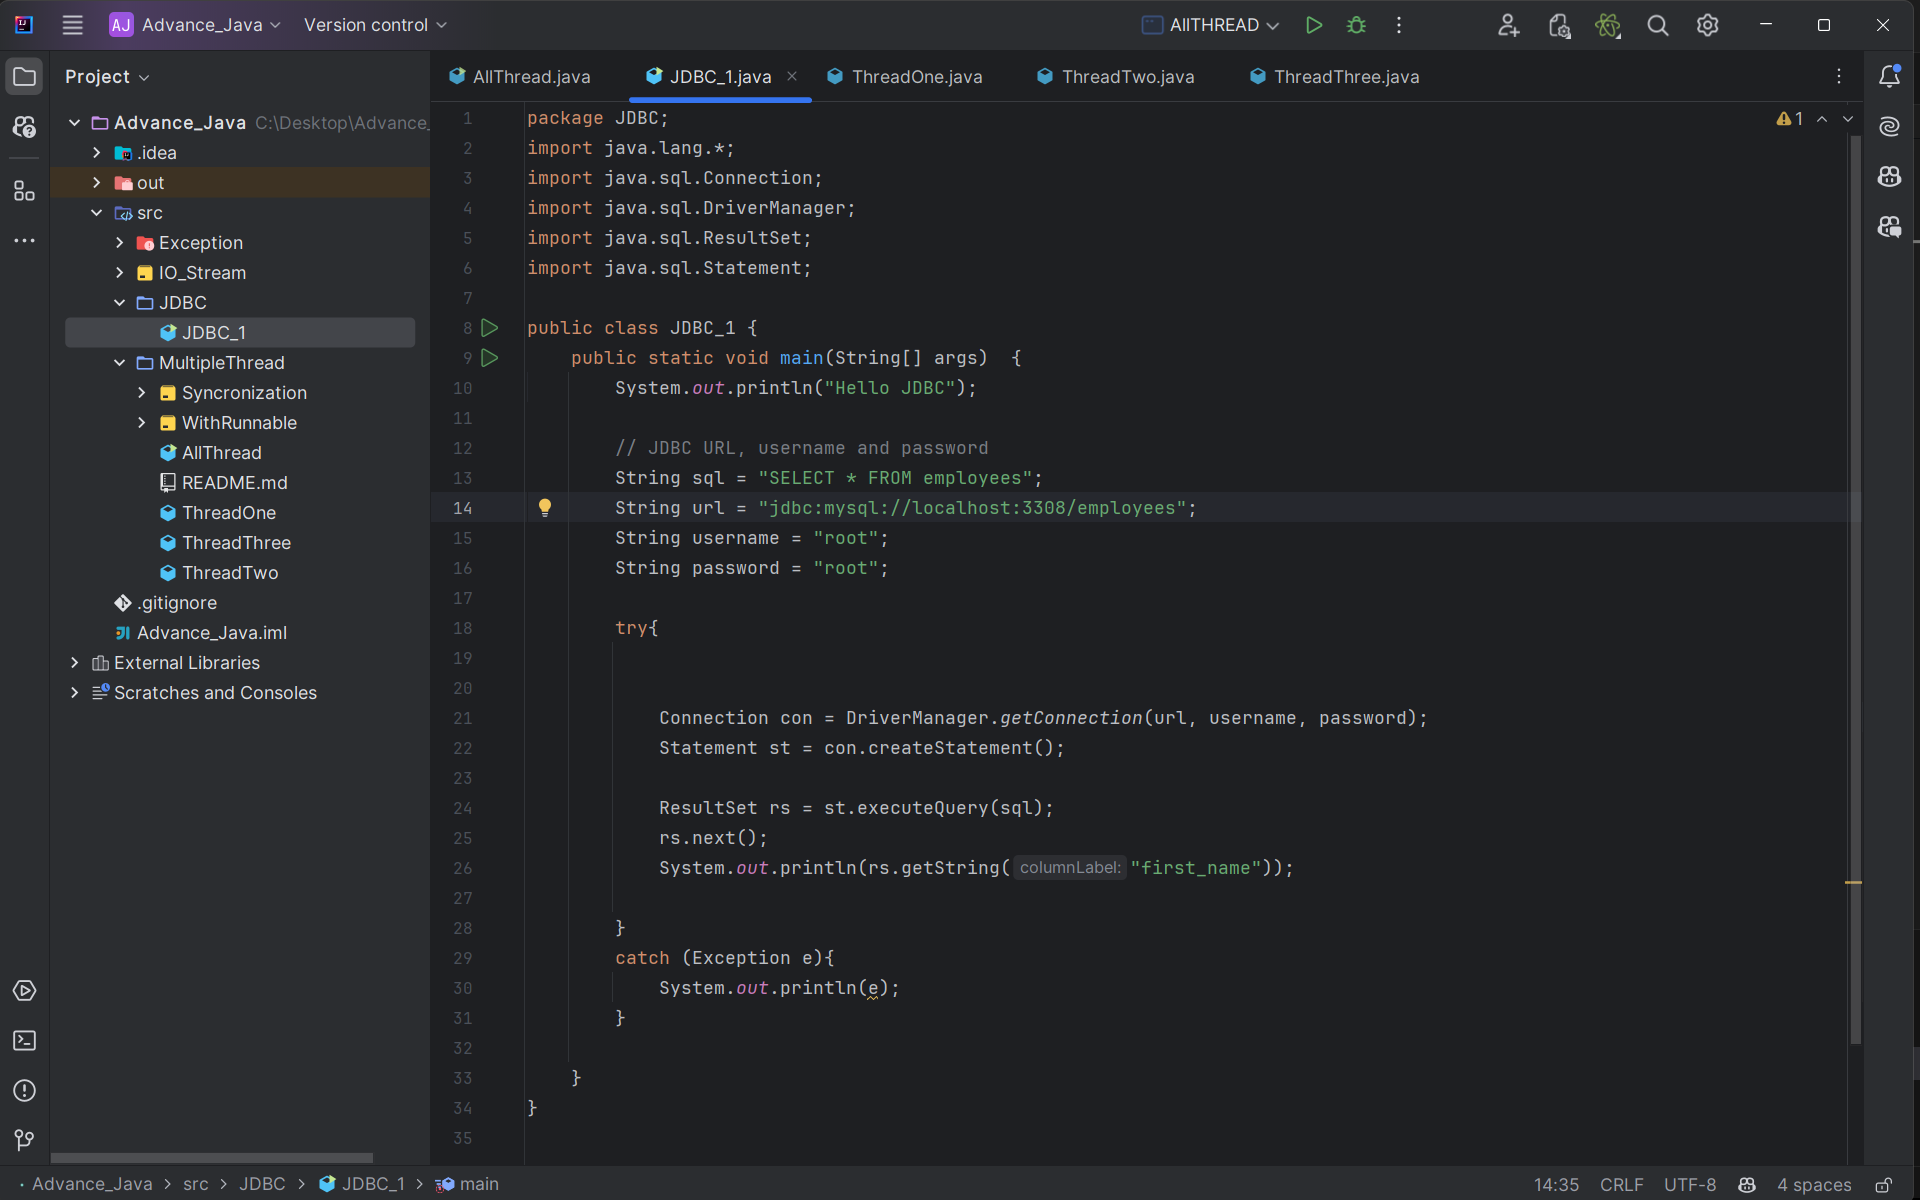 AJ Advance_Java Version control AllTHREAD
Project
AllThread.java JDBC_1.java ThreadOne.java ThreadTwo.java ThreadThree.java
Advance_Java C:\Desktop\Advance_
.idea
out
src
Exception
IO_Stream
JDBC
JDBC_1
MultipleThread
Syncronization
WithRunnable
AllThread
README.md
ThreadOne
ThreadThree
ThreadTwo
.gitignore
Advance_Java.iml
External Libraries
Scratches and Consoles
1 package JDBC;
2 import java.lang.*;
3 import java.sql.Connection;
4 import java.sql.DriverManager;
5 import java.sql.ResultSet;
6 import java.sql.Statement;
7
8 public class JDBC_1 {
9 public static void main(String[] args)  {
10 System.out.println("Hello JDBC");
11
12 // JDBC URL, username and password
13 String sql = "SELECT * FROM employees";
14 String url = "jdbc:mysql://localhost:3308/employees";
15 String username = "root";
16 String password = "root";
17
18 try{
19
20
21 Connection con = DriverManager.getConnection(url, username, password);
22 Statement st = con.createStatement();
23
24 ResultSet rs = st.executeQuery(sql);
25 rs.next();
26 System.out.println(rs.getString( columnLabel: "first_name"));
27
28 }
29 catch (Exception e){
30 System.out.println(e);
31 }
32
33 }
34 }
35
1
Advance_Java > src > JDBC > JDBC_1 > main
14:35 CRLF UTF-8 4 spaces